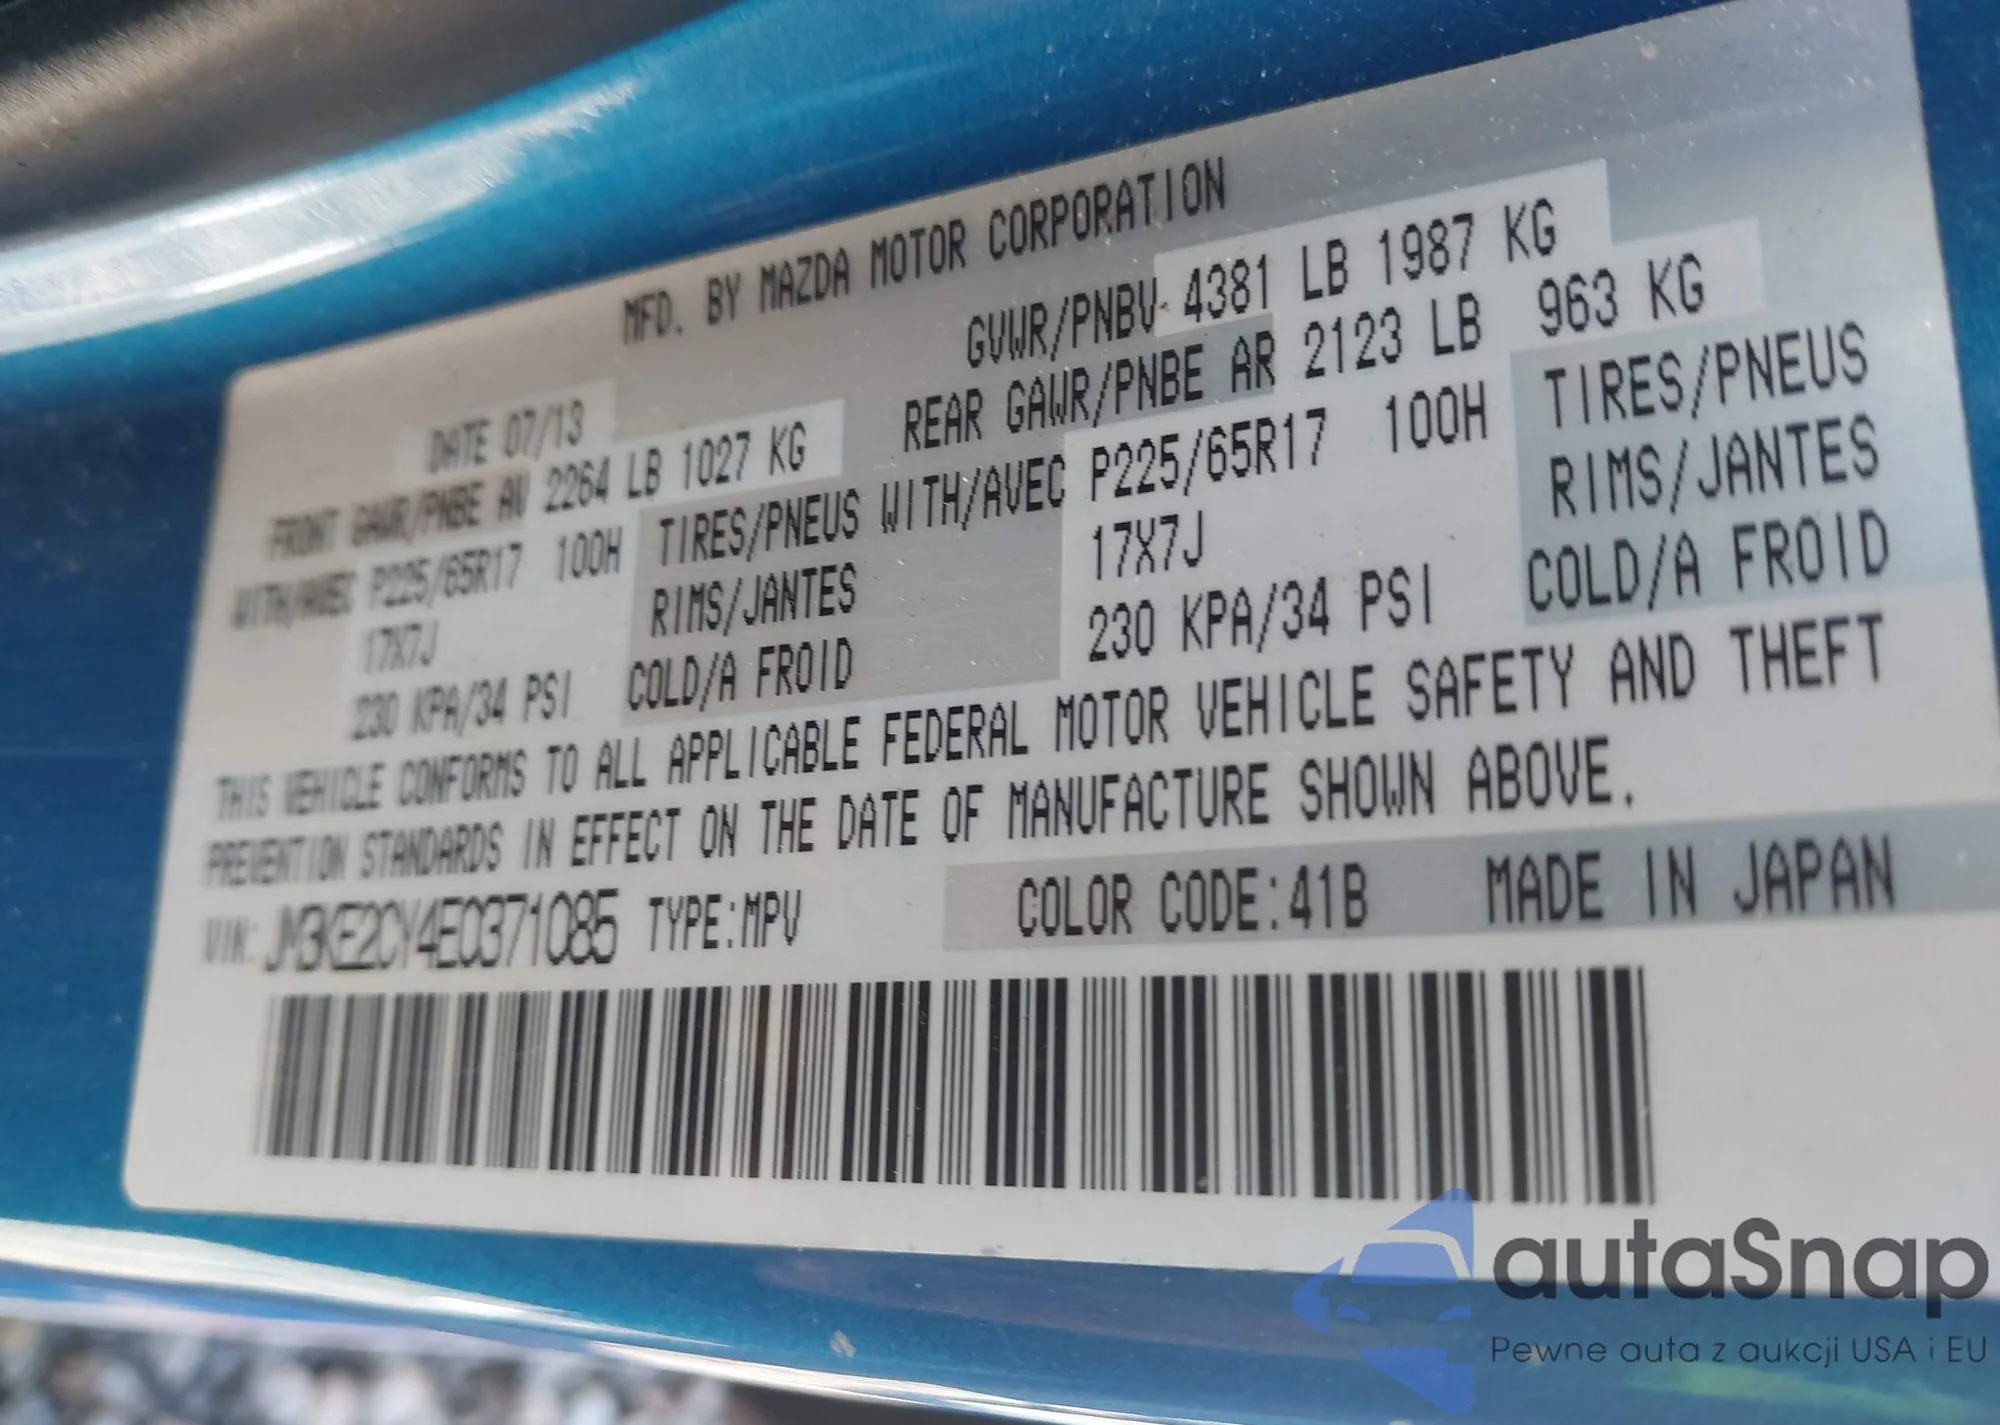 MFD. BY MAZDA MOTOR CORPORATION
DATE 07/13 GVWR/PNBV 4381 LB 1987 KG
FRONT GAWR/PNBE AV 2264 LB 1027 KG REAR GAWR/PNBE AR 2123 LB 963 KG
WITH/AVEC P225/65R17 100H TIRES/PNEUS WITH/AVEC P225/65R17 100H TIRES/PNEUS
17X7J RIMS/JANTES 17X7J RIMS/JANTES
230 KPA/34 PSI COLD/A FROID 230 KPA/34 PSI COLD/A FROID
THIS VEHICLE CONFORMS TO ALL APPLICABLE FEDERAL MOTOR VEHICLE SAFETY AND THEFT
PREVENTION STANDARDS IN EFFECT ON THE DATE OF MANUFACTURE SHOWN ABOVE.
VIN: JM3KE2CY4E0371085 TYPE:MPV COLOR CODE:41B MADE IN JAPAN
autaSnap
Pewne auta z aukcji USA i EU